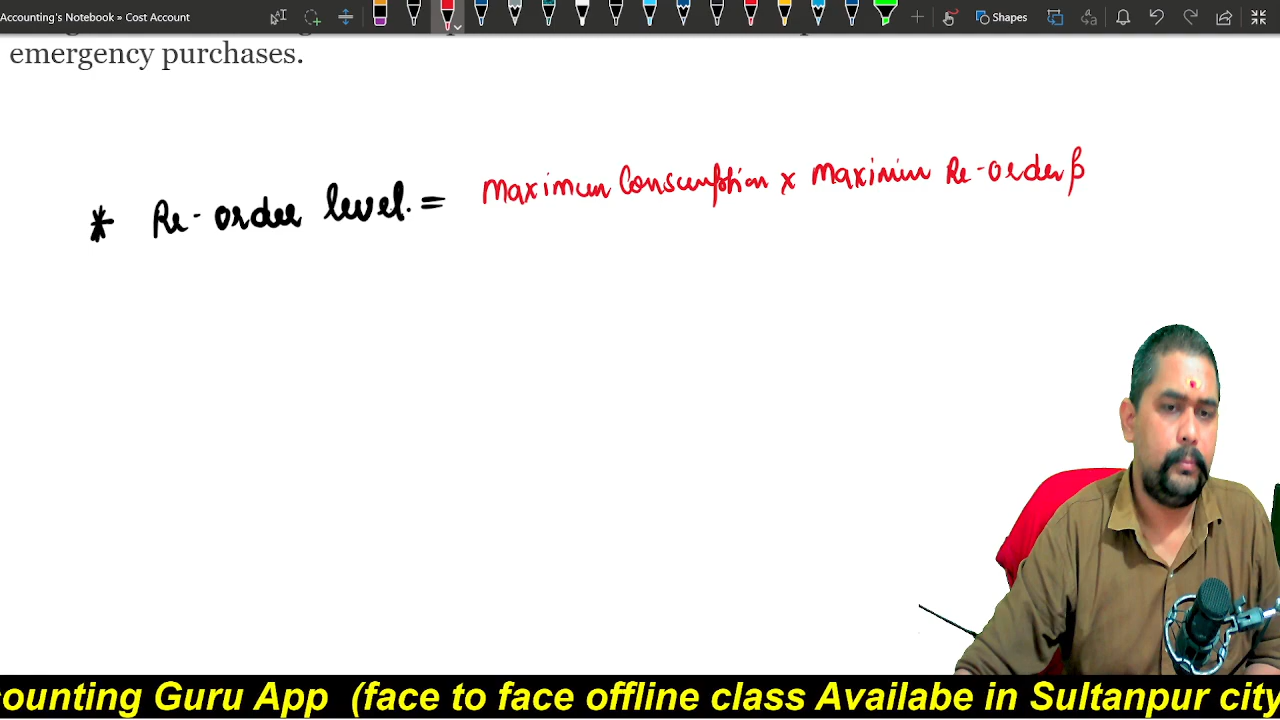 Accounting's Notebook » Cost Account
Shapes
emergency purchases.
* Re-order level. = Maximum Consumption x Maximum Re-order p
counting Guru App (face to face offline class Availabe in Sultanpur city